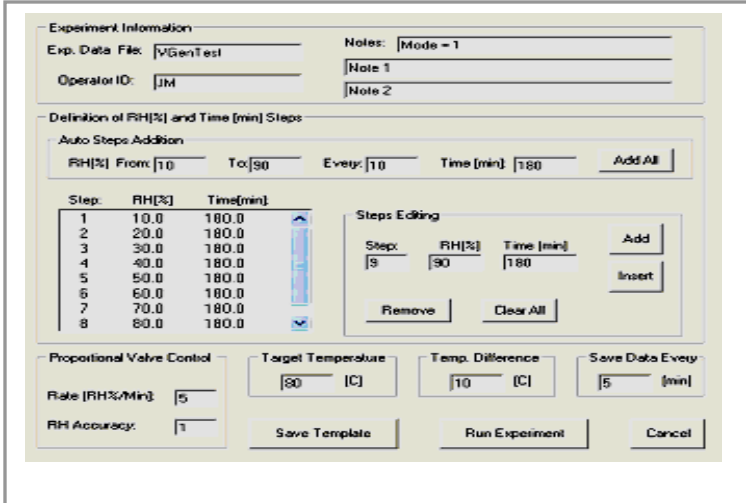 Experiment Information
Exp. Data File: VGenTest
Notes: Mode = 1
Note 1
Operator ID: JM
Note 2
Definition of RH[%] and Time [min] Steps
Auto Steps Addition
RH[%] From: 10 To: 90 Every: 10 Time [min]: 180 Add All
Step: RH[%] Time[min]:
1 10.0 180.0
2 20.0 180.0
3 30.0 180.0
4 40.0 180.0
5 50.0 180.0
6 60.0 180.0
7 70.0 180.0
8 80.0 180.0
Steps Editing
Step: RH[%] Time [min]
9 90 180
Add
Insert
Remove Clear All
Proportional Valve Control
Rate [RH%/Min]: 5
RH Accuracy: 1
Target Temperature
80 [C]
Temp. Difference
10 [C]
Save Data Every
5 [min]
Save Template Run Experiment Cancel